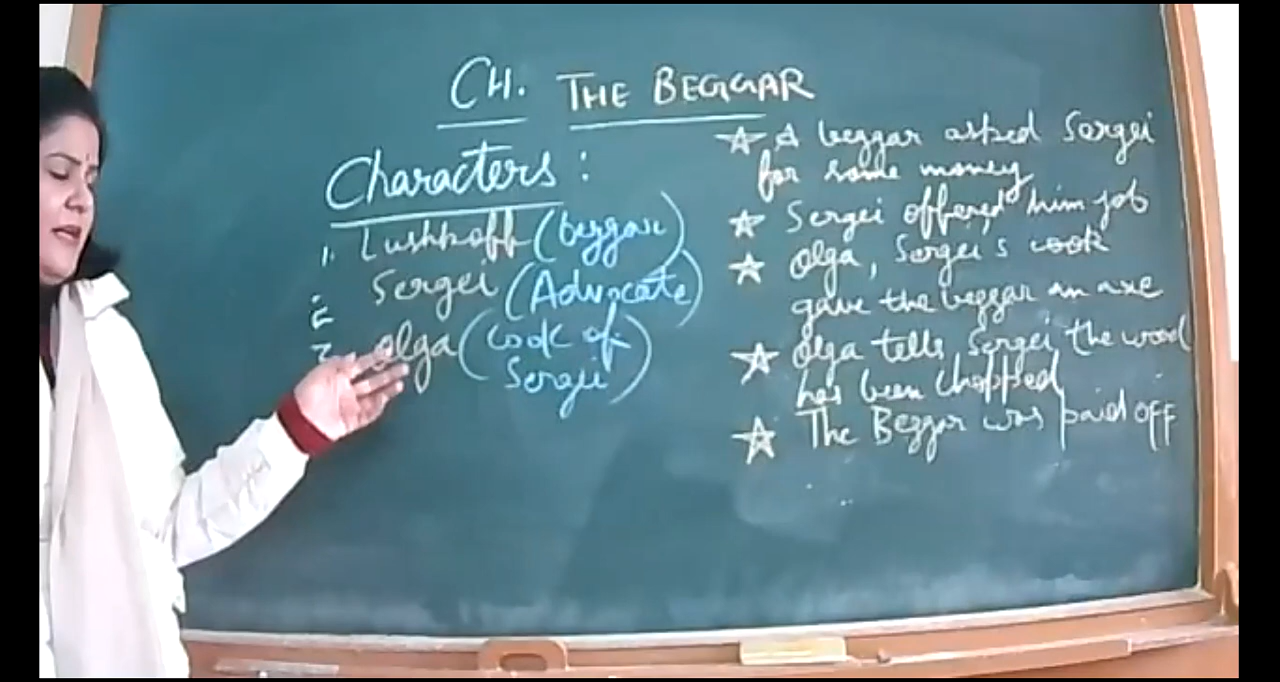 CH. THE BEGGAR
Characters :
1. Lushkoff (beggar)
2. Sergei (Advocate)
3. Olga (cook of
Sergei)
☆ A beggar asked Sergei
for some money
☆ Sergei offered him job
☆ Olga, Sergei's cook
gave the beggar an axe
☆ Olga tells Sergei the wood
has been chopped
☆ The Beggar was paid off